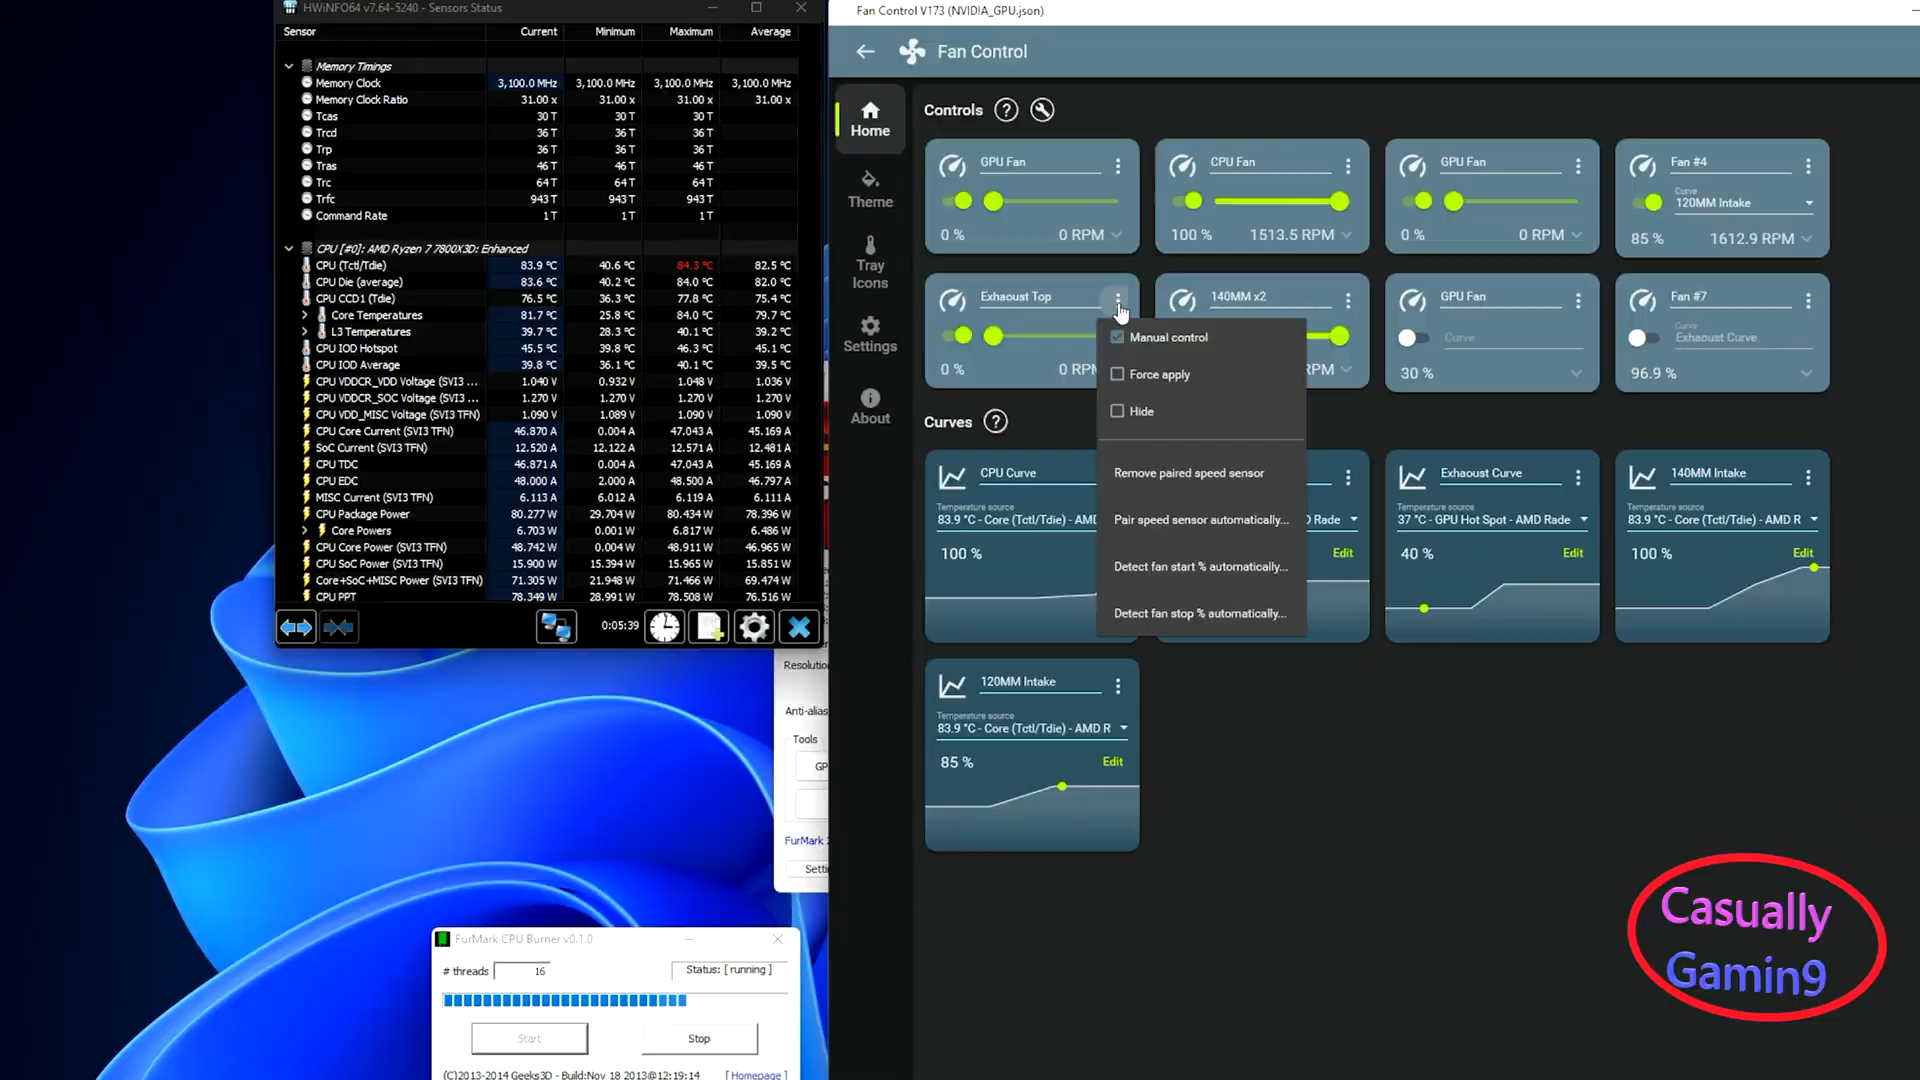 HWiNFO64 v7.64-5240 - Sensors Status
Sensor Current Minimum Maximum Average
Memory Timings
Memory Clock 3,100.0 MHz 3,100.0 MHz 3,100.0 MHz 3,100.0 MHz
Memory Clock Ratio 31.00 x 31.00 x 31.00 x 31.00 x
Tcas 30 T 30 T 30 T
Trcd 36 T 36 T 36 T
Trp 36 T 36 T 36 T
Tras 46 T 46 T 46 T
Trc 64 T 64 T 64 T
Trfc 943 T 943 T 943 T
Command Rate 1 T 1 T 1 T
CPU [#0]: AMD Ryzen 7 7800X3D: Enhanced
CPU (Tctl/Tdie) 83.9 °C 40.6 °C 84.3 °C 82.5 °C
CPU Die (average) 83.6 °C 40.2 °C 84.0 °C 82.0 °C
CPU CCD1 (Tdie) 76.5 °C 36.3 °C 77.8 °C 75.4 °C
Core Temperatures 81.7 °C 25.8 °C 84.0 °C 79.7 °C
L3 Temperatures 39.7 °C 28.3 °C 40.1 °C 39.2 °C
CPU IOD Hotspot 45.5 °C 39.8 °C 46.3 °C 45.1 °C
CPU IOD Average 39.8 °C 36.1 °C 40.1 °C 39.5 °C
CPU VDDCR_VDD Voltage (SVI3 ... 1.040 V 0.932 V 1.048 V 1.036 V
CPU VDDCR_SOC Voltage (SVI3 ... 1.270 V 1.270 V 1.270 V 1.270 V
CPU VDD_MISC Voltage (SVI3 TFN) 1.090 V 1.089 V 1.090 V 1.090 V
CPU Core Current (SVI3 TFN) 46.870 A 0.004 A 47.043 A 45.169 A
SoC Current (SVI3 TFN) 12.520 A 12.122 A 12.571 A 12.481 A
CPU TDC 46.871 A 0.004 A 47.043 A 45.169 A
CPU EDC 48.000 A 2.000 A 48.500 A 46.797 A
MISC Current (SVI3 TFN) 6.113 A 6.012 A 6.119 A 6.111 A
CPU Package Power 80.277 W 29.704 W 80.434 W 78.396 W
Core Powers 6.703 W 0.001 W 6.817 W 6.486 W
CPU Core Power (SVI3 TFN) 48.742 W 0.004 W 48.911 W 46.965 W
CPU SoC Power (SVI3 TFN) 15.900 W 15.394 W 15.965 W 15.851 W
Core+SoC+MISC Power (SVI3 TFN) 71.305 W 21.948 W 71.466 W 69.474 W
CPU PPT 78.349 W 28.991 W 78.508 W 76.516 W
0:05:39
Resolution
Anti-alias
Tools
GP
FurMark
Setti
FurMark CPU Burner v0.1.0
# threads 16 Status: [ running ]
Start Stop
(C)2013-2014 Geeks3D - Build:Nov 18 2013@12:19:14 [ Homepage ]
Fan Control V173 (NVIDIA_GPU.json)
Fan Control
Home
Theme
Tray
Icons
Settings
About
Controls
GPU Fan
0 % 0 RPM
CPU Fan
100 % 1513.5 RPM
GPU Fan
0 % 0 RPM
Fan #4
Curve
120MM Intake
85 % 1612.9 RPM
Exhaoust Top
0 % 0 RPM
140MM x2
RPM
GPU Fan
Curve
30 %
Fan #7
Curve
Exhaoust Curve
96.9 %
Manual control
Force apply
Hide
Remove paired speed sensor
Pair speed sensor automatically...
Detect fan start % automatically...
Detect fan stop % automatically...
Curves
CPU Curve
Temperature source
83.9 °C - Core (Tctl/Tdie) - AMD
100 %
D Rade
Edit
Exhaoust Curve
Temperature source
37 °C - GPU Hot Spot - AMD Rade
40 % Edit
140MM Intake
Temperature source
83.9 °C - Core (Tctl/Tdie) - AMD R
100 % Edit
120MM Intake
Temperature source
83.9 °C - Core (Tctl/Tdie) - AMD R
85 % Edit
Casually
Gamin9